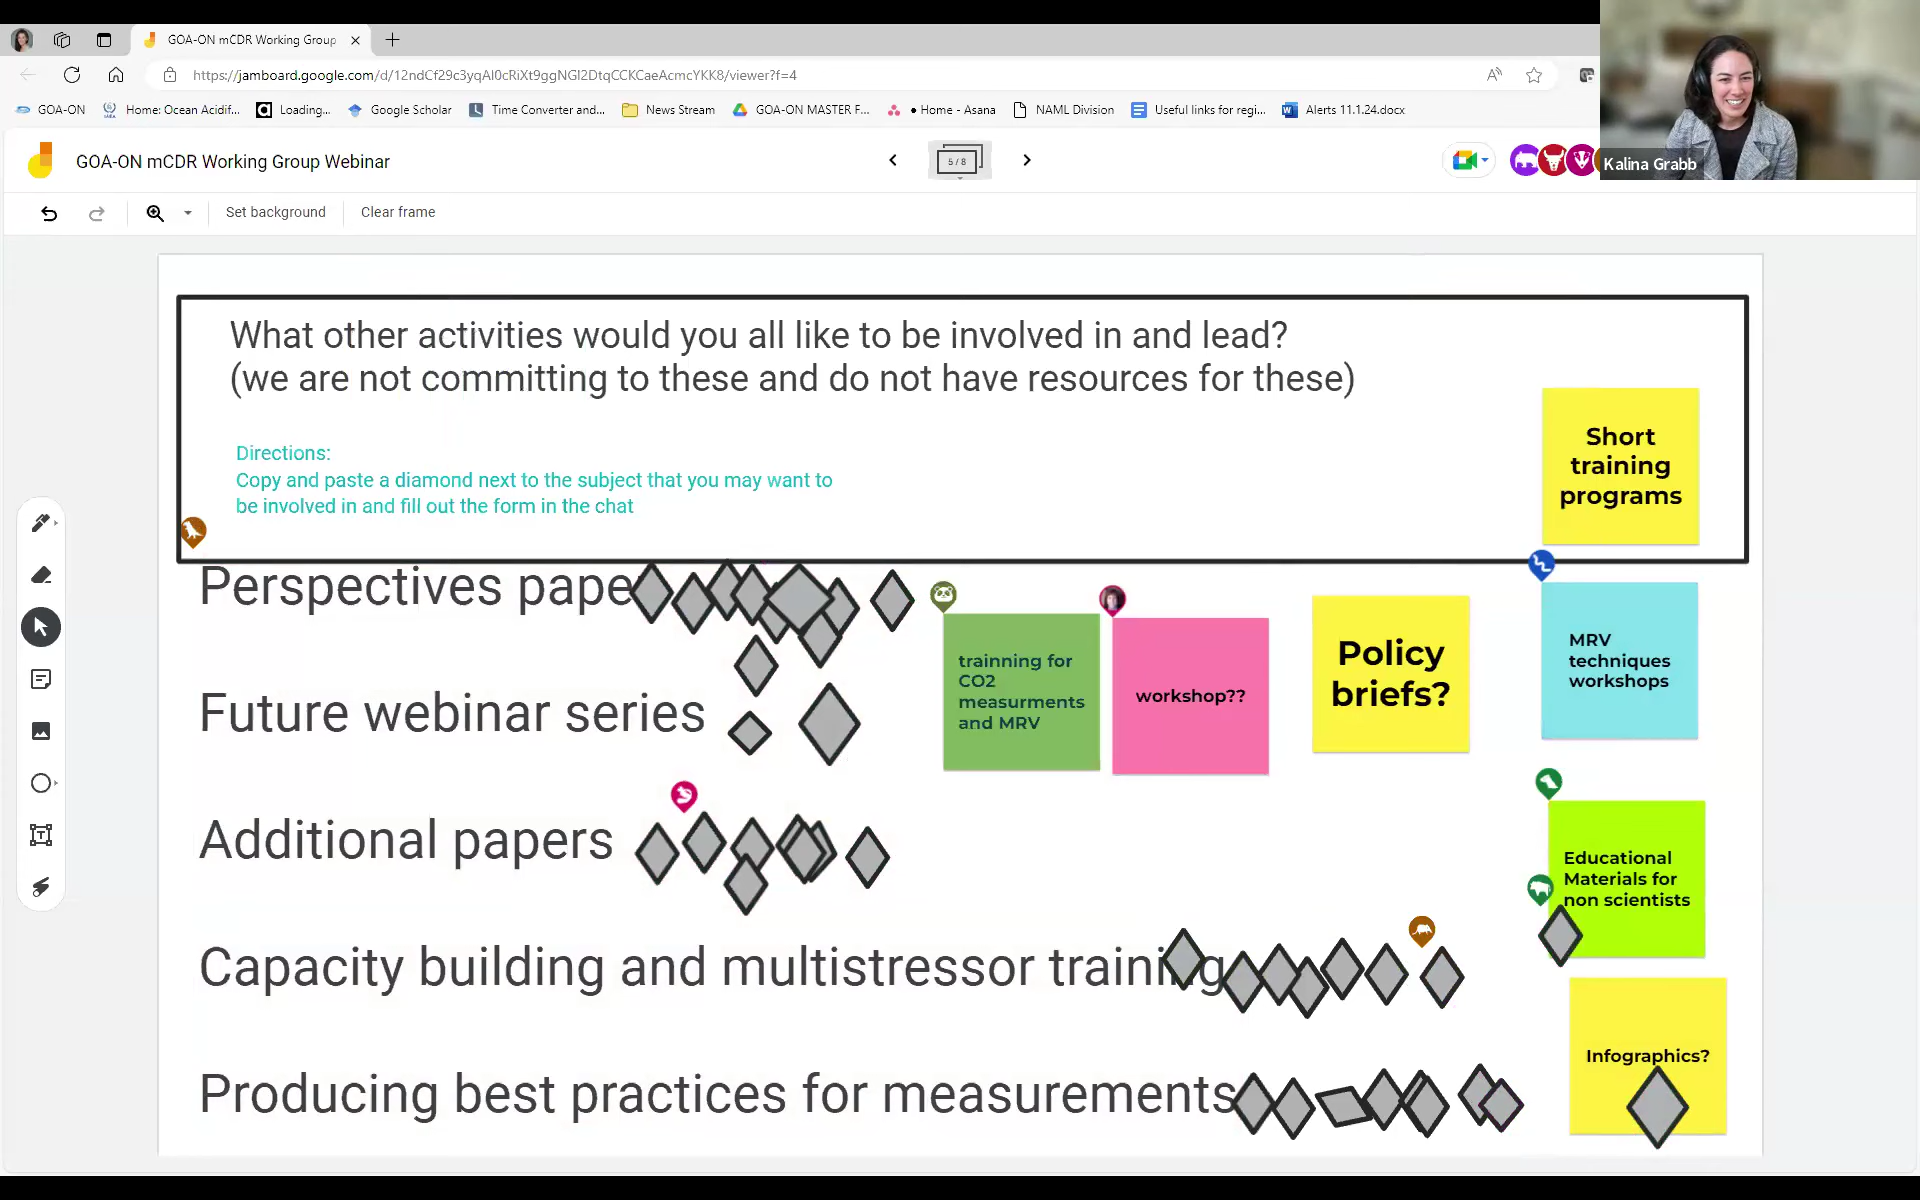 GOA-ON mCDR Working Group
https://jamboard.google.com/d/12ndCf29c3yqAI0cRiXt9ggNGl2DtqCCKCaeAcmcYKK8/viewer?f=4
GOA-ON
Home: Ocean Acidif...
Loading...
Google Scholar
Time Converter and...
News Stream
GOA-ON MASTER F...
• Home - Asana
NAML Division
Useful links for regi...
Alerts 11.1.24.docx
Kalina Grabb
GOA-ON mCDR Working Group Webinar
5 / 8
Set background
Clear frame
What other activities would you all like to be involved in and lead?
(we are not committing to these and do not have resources for these)
Directions:
Copy and paste a diamond next to the subject that you may want to
be involved in and fill out the form in the chat
Short
training
programs
Perspectives pape
trainning for
CO2
measurments
and MRV
workshop??
Policy
briefs?
MRV
techniques
workshops
Future webinar series
Additional papers
Educational
Materials for
non scientists
Capacity building and multistressor training
Infographics?
Producing best practices for measurements